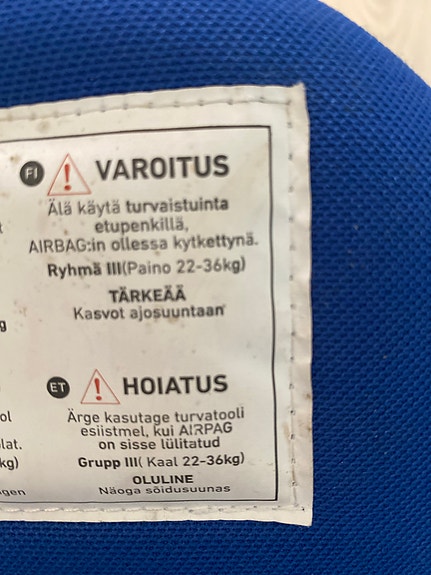 FI VAROITUS
Älä käytä turvaistuinta
etupenkillä,
AIRBAG:in ollessa kytkettynä.
Ryhmä III(Paino 22-36kg)
TÄRKEÄÄ
Kasvot ajosuuntaan
ET HOIATUS
Ärge kasutage turvatooli
esiistmel, kui AIRPAG
on sisse lülitatud
Grupp III( Kaal 22-36kg)
OLULINE
Näoga sõidusuunas